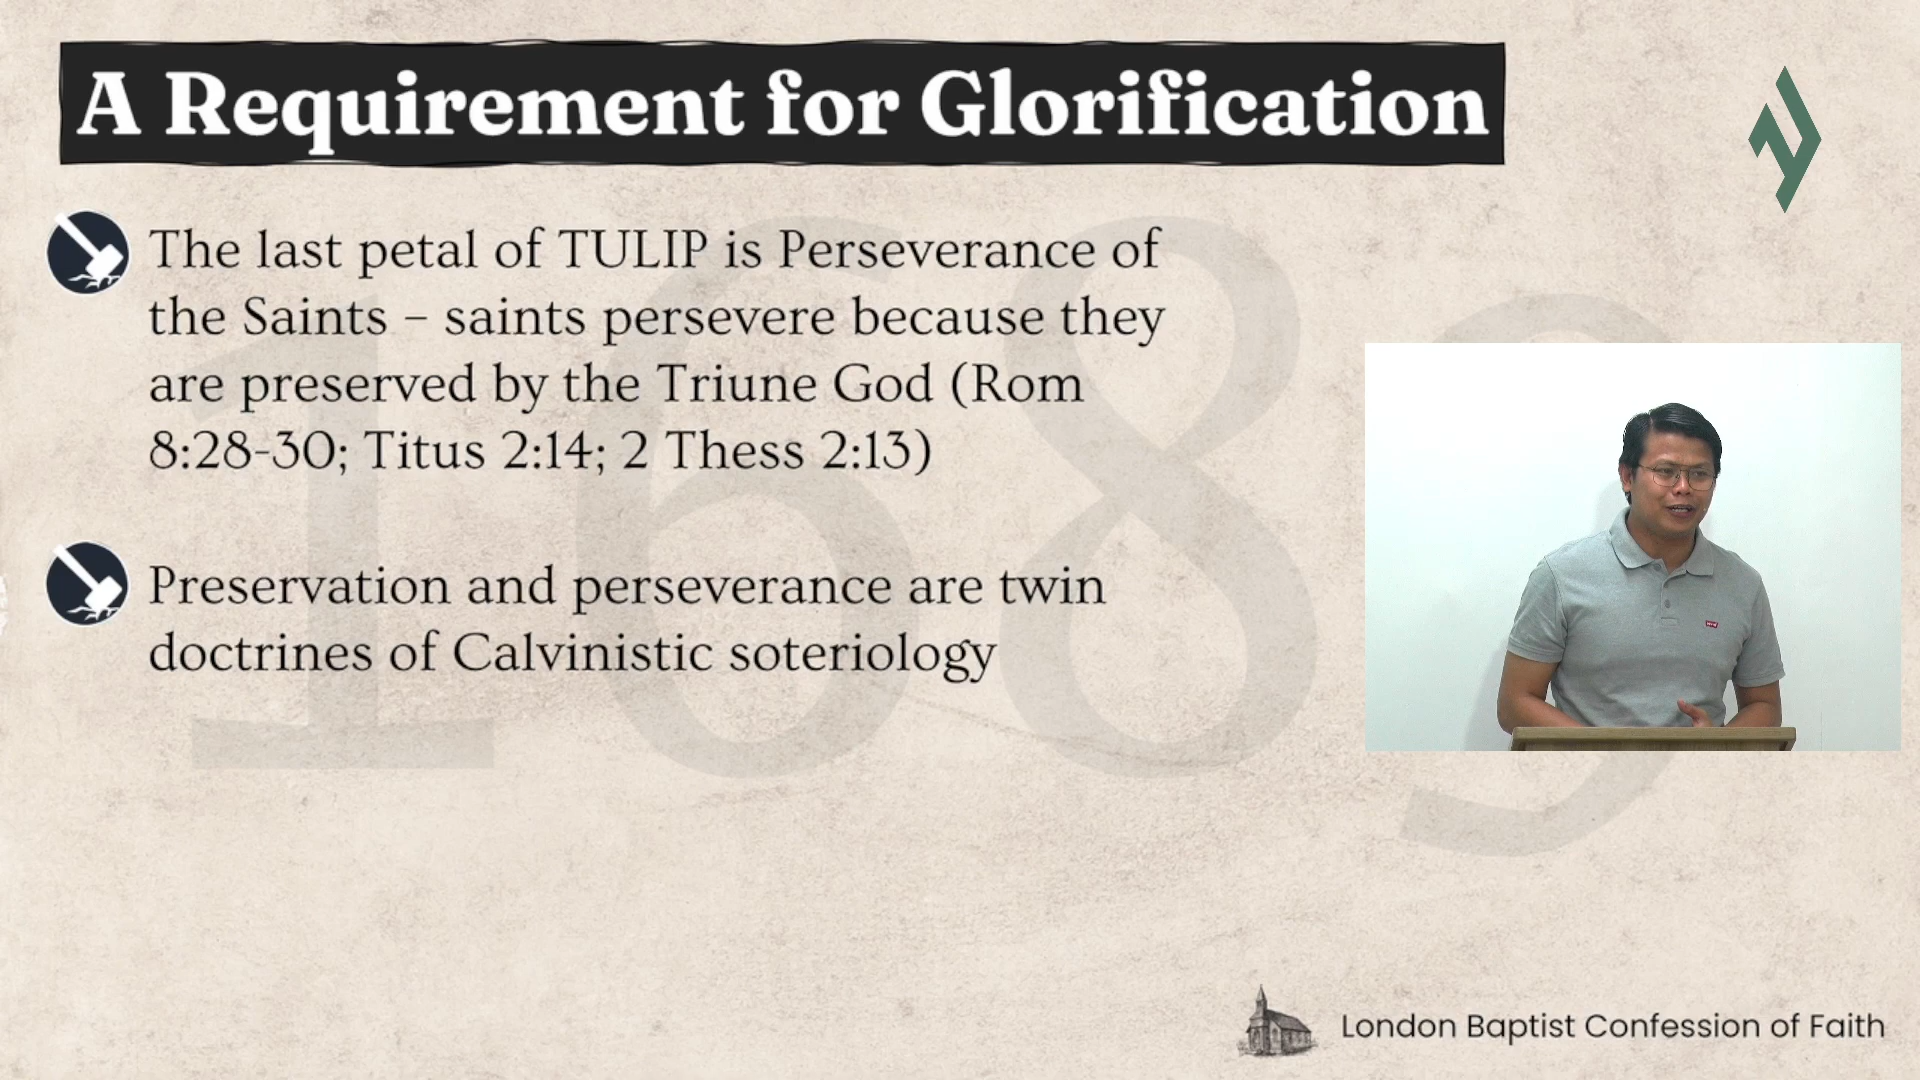 A Requirement for Glorification
The last petal of TULIP is Perseverance of
the Saints – saints persevere because they
are preserved by the Triune God (Rom
8:28-30; Titus 2:14; 2 Thess 2:13)
Preservation and perseverance are twin
doctrines of Calvinistic soteriology
1689
London Baptist Confession of Faith